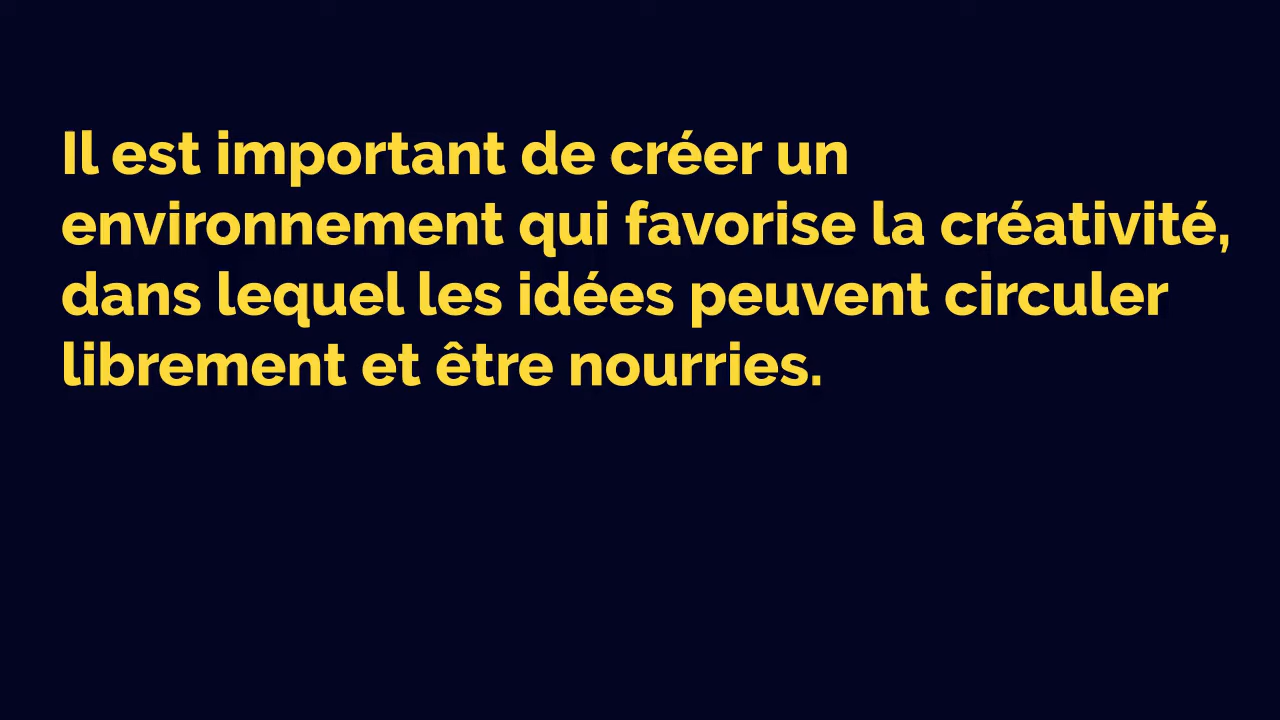 Il est important de créer un
environnement qui favorise la créativité,
dans lequel les idées peuvent circuler
librement et être nourries.